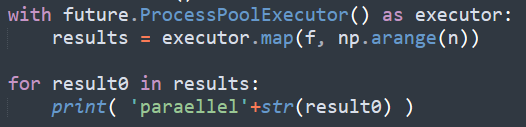 with future.ProcessPoolExecutor() as executor:
    results = executor.map(f, np.arange(n))

for result0 in results:
    print( 'paraellel'+str(result0) )